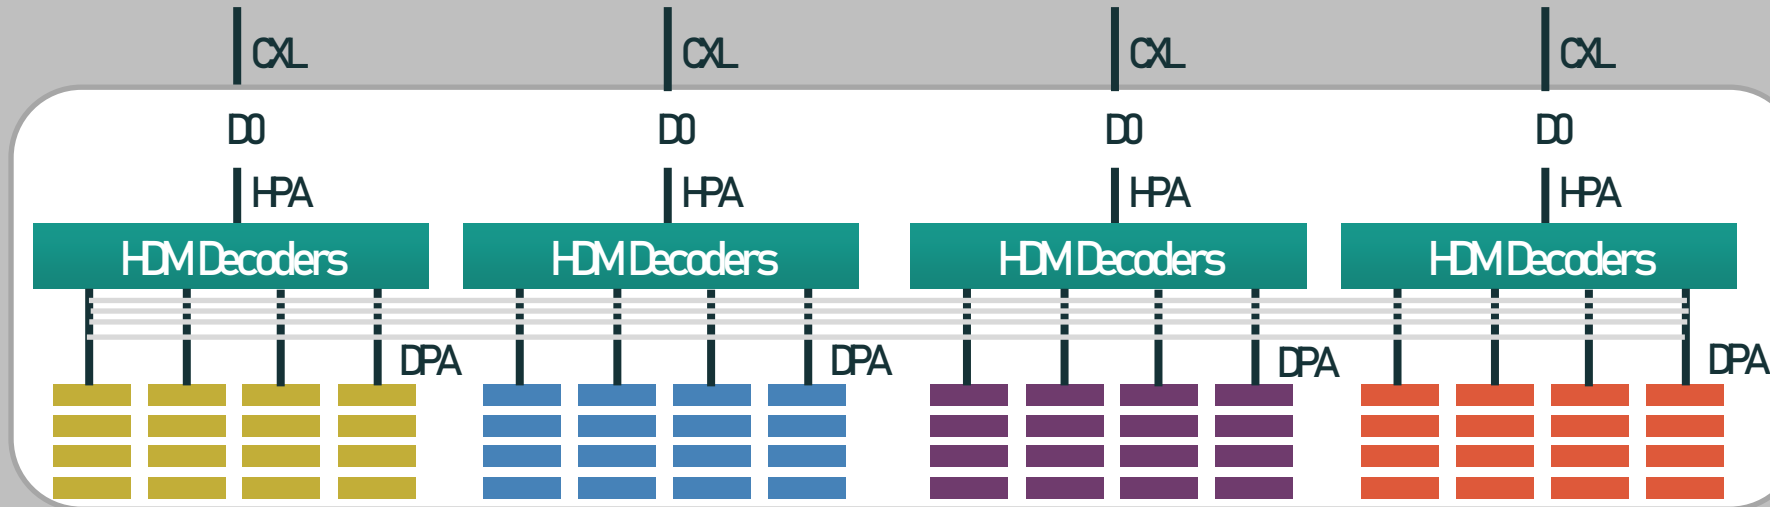 CXL CXL CXL CXL
D0 D0 D0 D0
HPA HPA HPA HPA
HDM Decoders HDM Decoders HDM Decoders HDM Decoders
DPA DPA DPA DPA